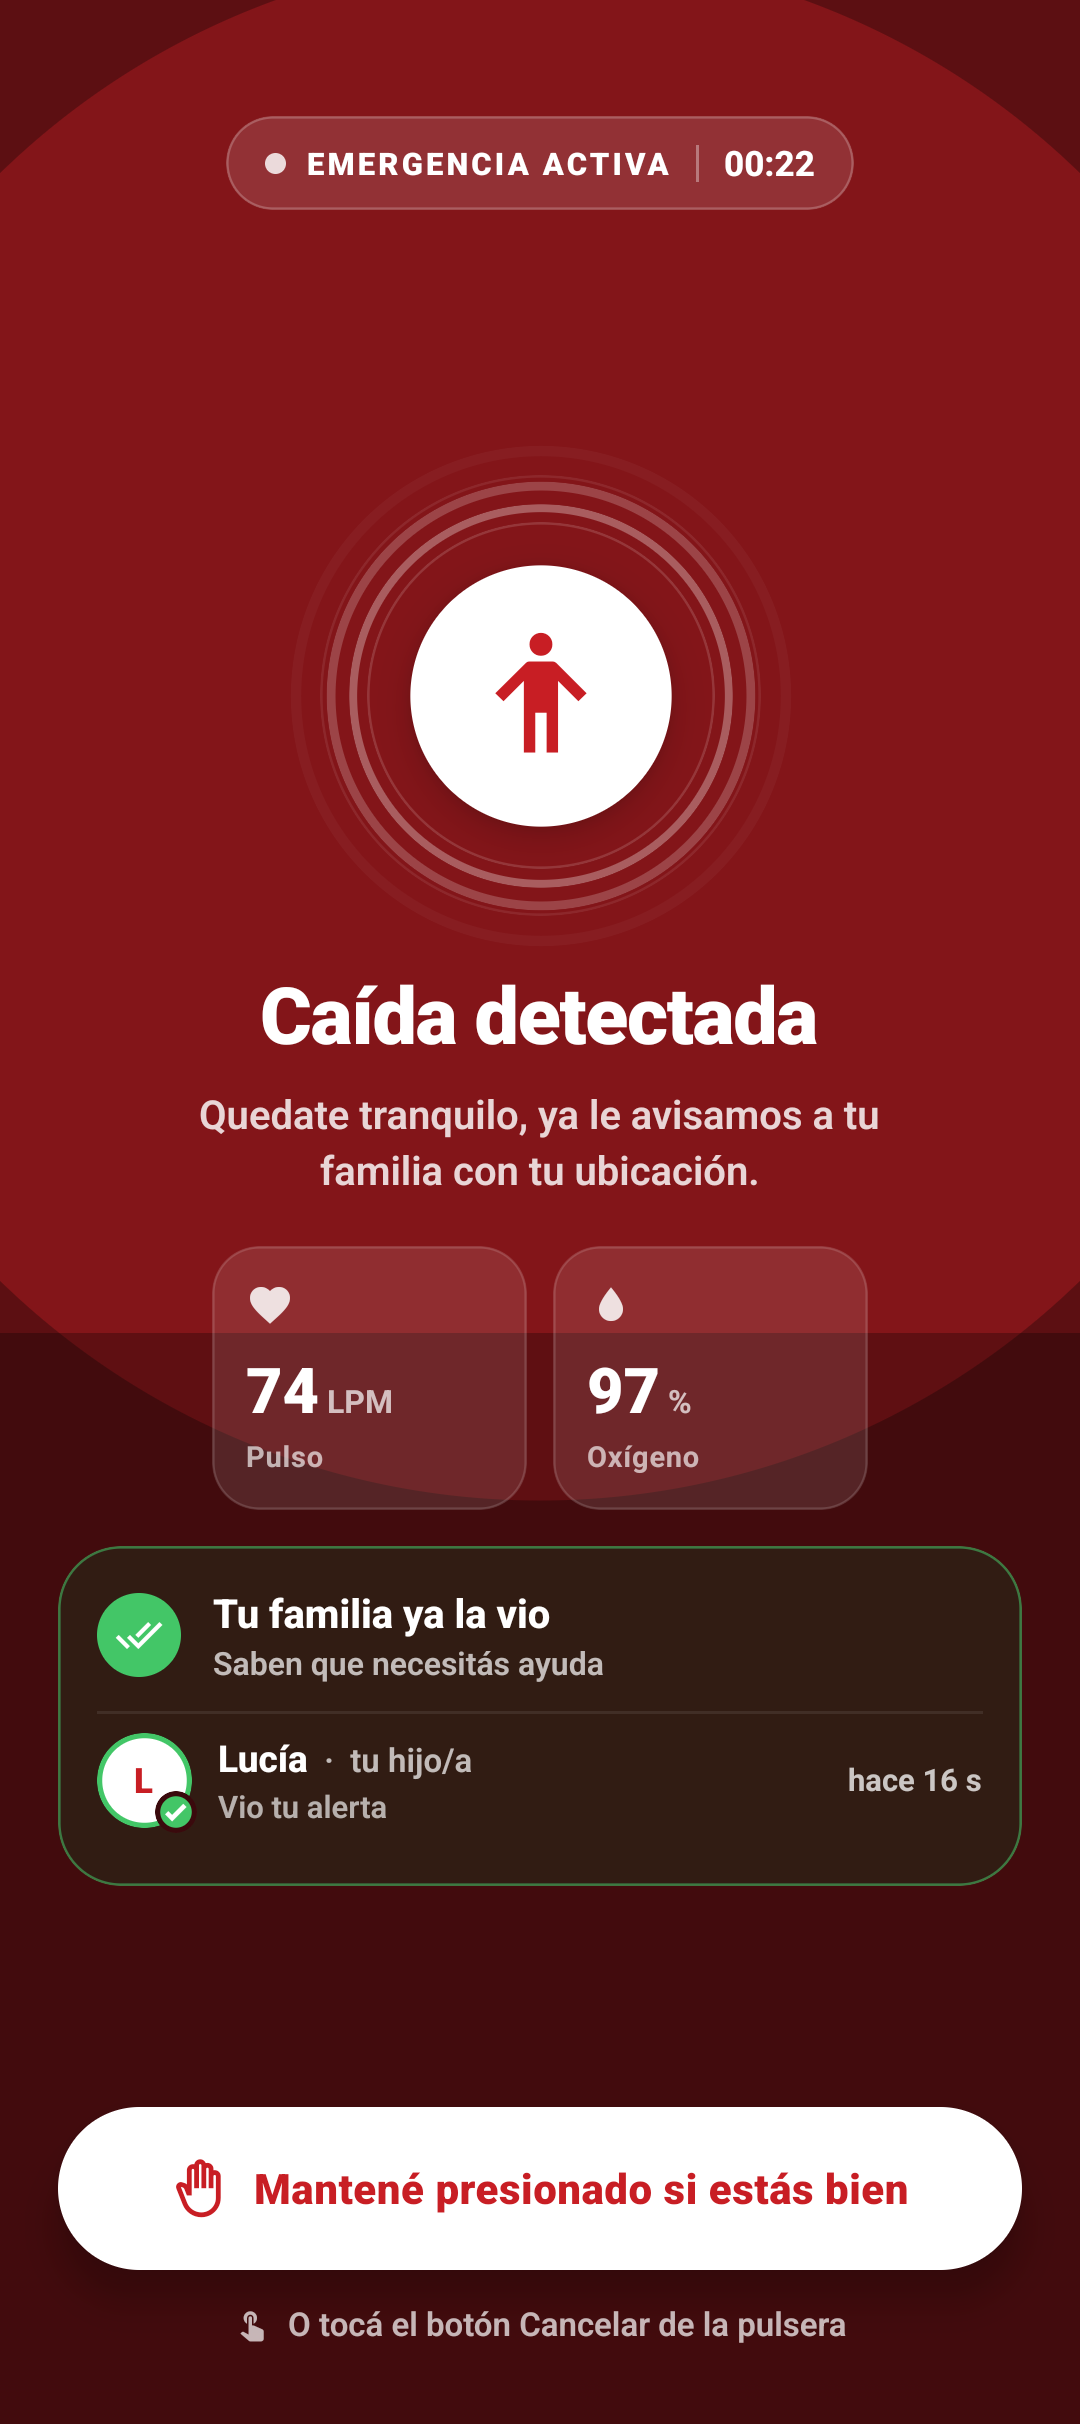 EMERGENCIA ACTIVA | 00:22
Caída detectada
Quedate tranquilo, ya le avisamos a tu
familia con tu ubicación.
74 LPM
Pulso
97 %
Oxígeno
Tu familia ya la vio
Saben que necesitás ayuda
L
Lucía · tu hijo/a
Vio tu alerta
hace 16 s
Mantené presionado si estás bien
O tocá el botón Cancelar de la pulsera